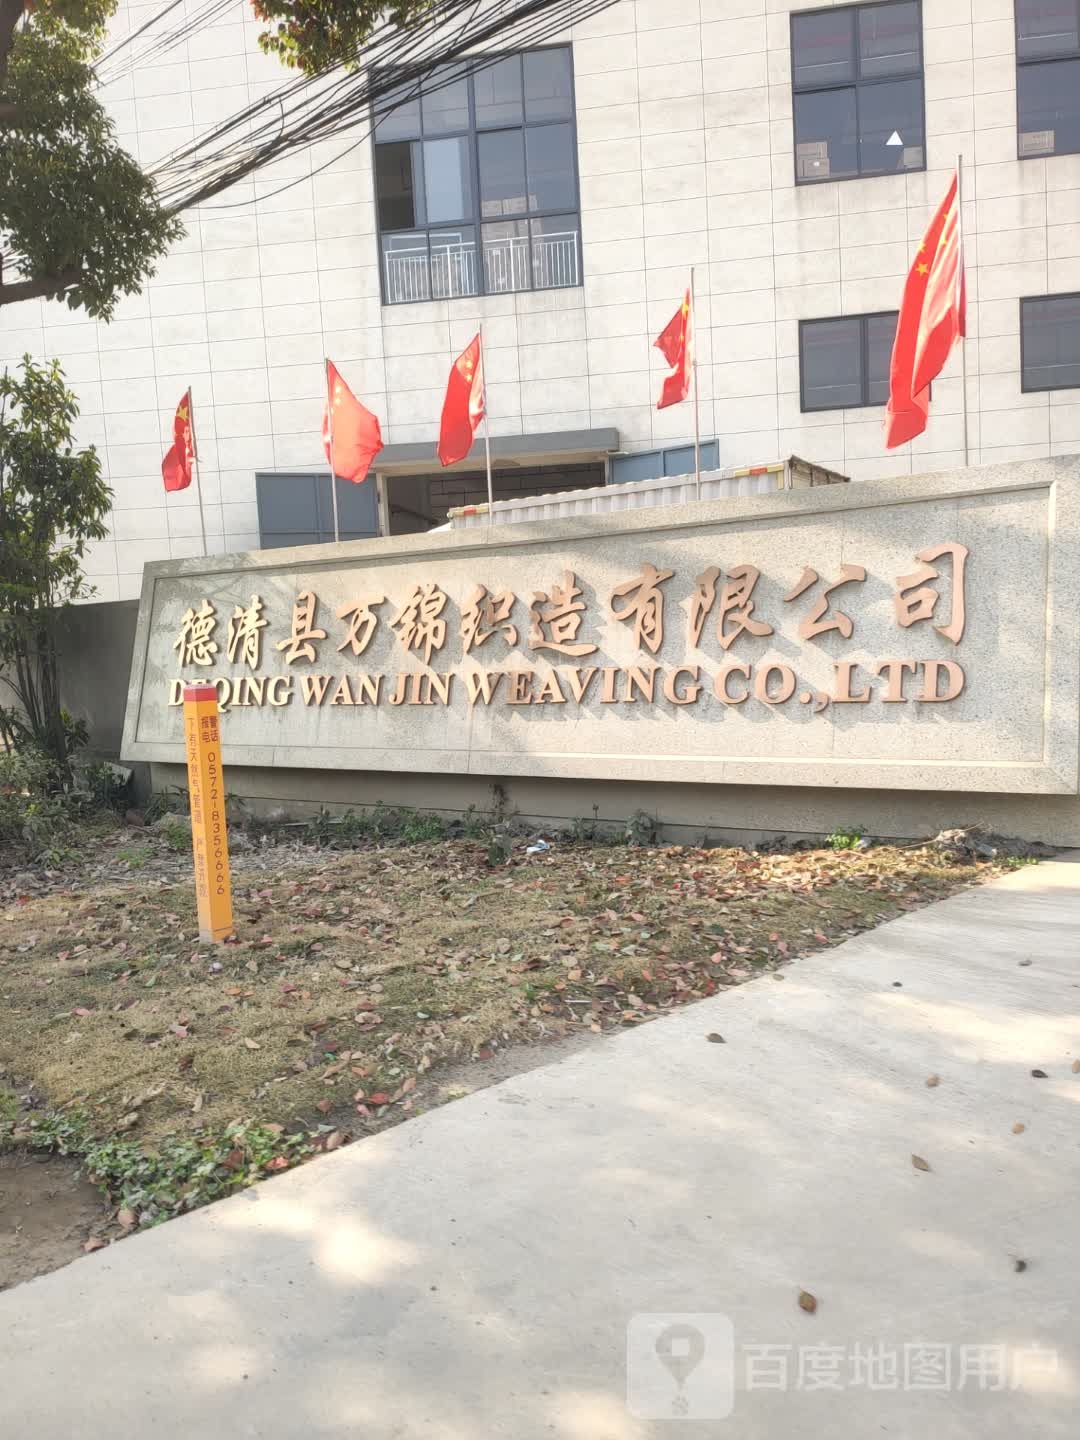 德清县万锦织造有限公司
DEQING WAN JIN WEAVING CO.,LTD
报警电话 0572-8356666
下有天然气管道 严禁开挖
百度地图用户